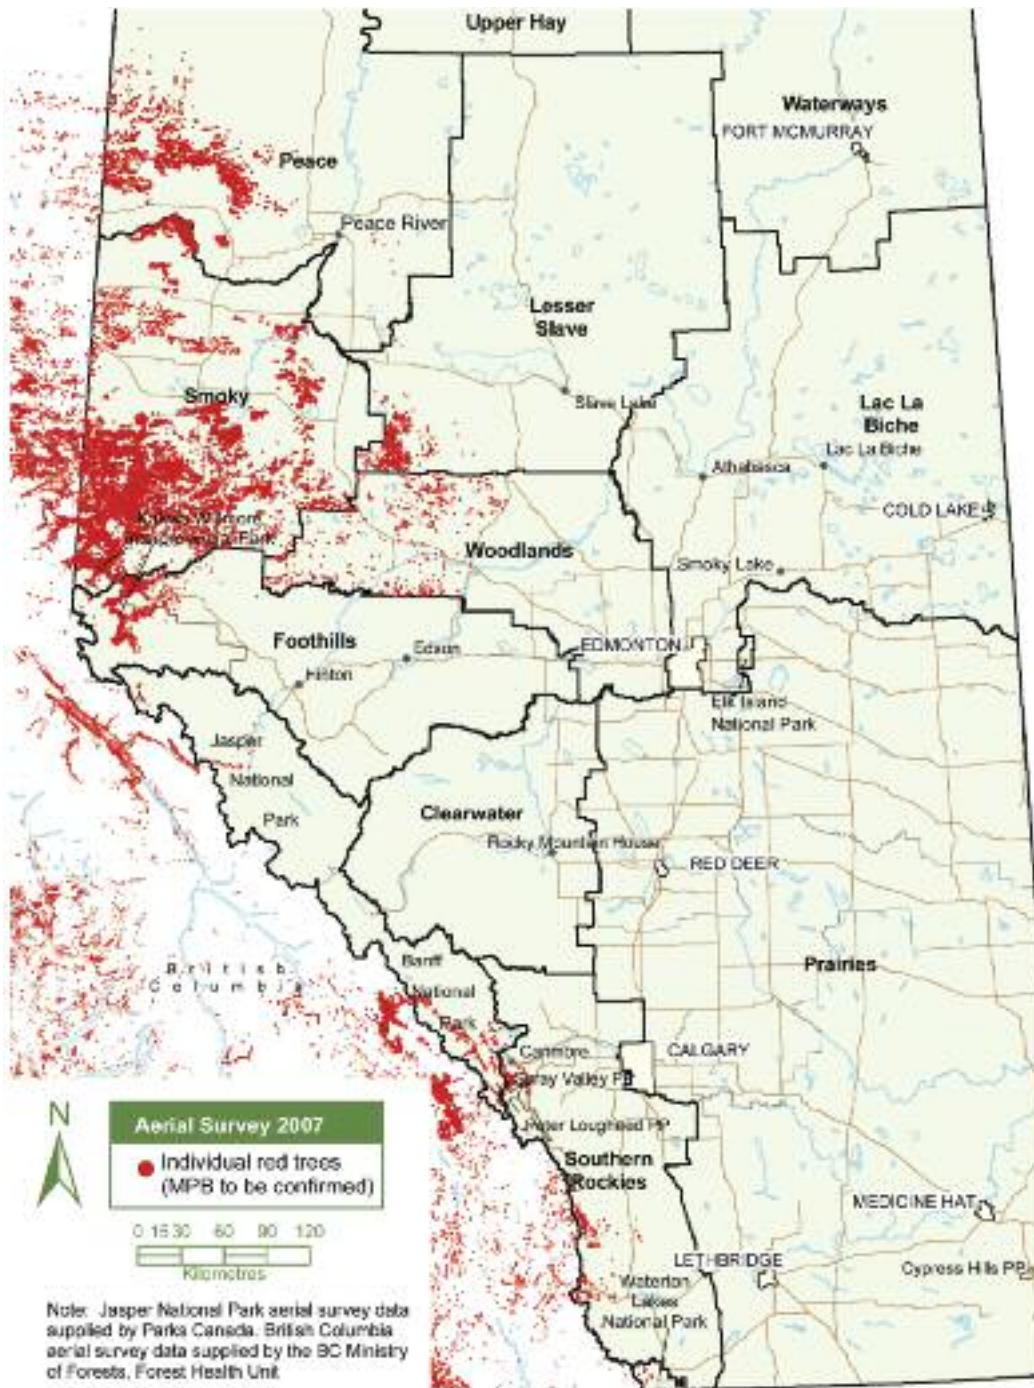 Upper Hay
Waterways
FORT MCMURRAY
Peace
Peace River
Lesser
Slave
Slave Lake
Smoky
Lac La
Biche
Lac La Biche
Athabasca
COLD LAKE
Woodlands
Smoky Lake
Foothills
Edson
EDMONTON
Hinton
Elk Island
National Park
Jasper
National
Park
Clearwater
Rocky Mountain House
RED DEER
British
Columbia
Banff
National
Park
Prairies
Canmore
CALGARY
Spray Valley PP
Peter Lougheed PP
Southern
Rockies
MEDICINE HAT
LETHBRIDGE
Cypress Hills PP
Waterton
Lakes
National Park
N
Aerial Survey 2007
Individual red trees
(MPB to be confirmed)
0 15 30 60 90 120
Kilometres
Note: Jasper National Park aerial survey data
supplied by Parks Canada. British Columbia
aerial survey data supplied by the BC Ministry
of Forests, Forest Health Unit